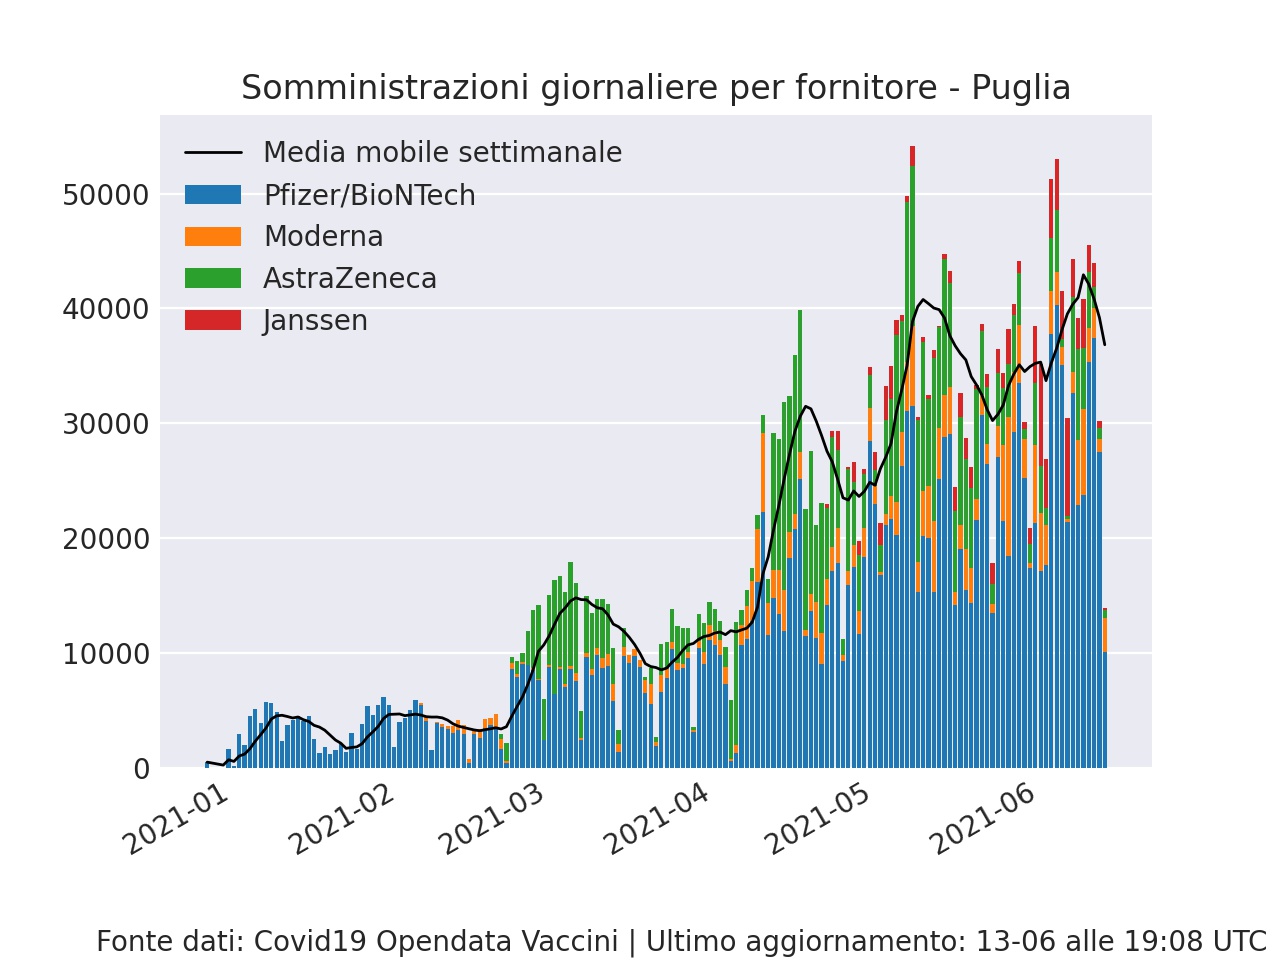 Somministrazioni giornaliere per fornitore - Puglia
Media mobile settimanale
Pfizer/BioNTech
Moderna
AstraZeneca
Janssen
50000
40000
30000
20000
10000
0
2021-01
2021-02
2021-03
2021-04
2021-05
2021-06
Fonte dati: Covid19 Opendata Vaccini | Ultimo aggiornamento: 13-06 alle 19:08 UTC